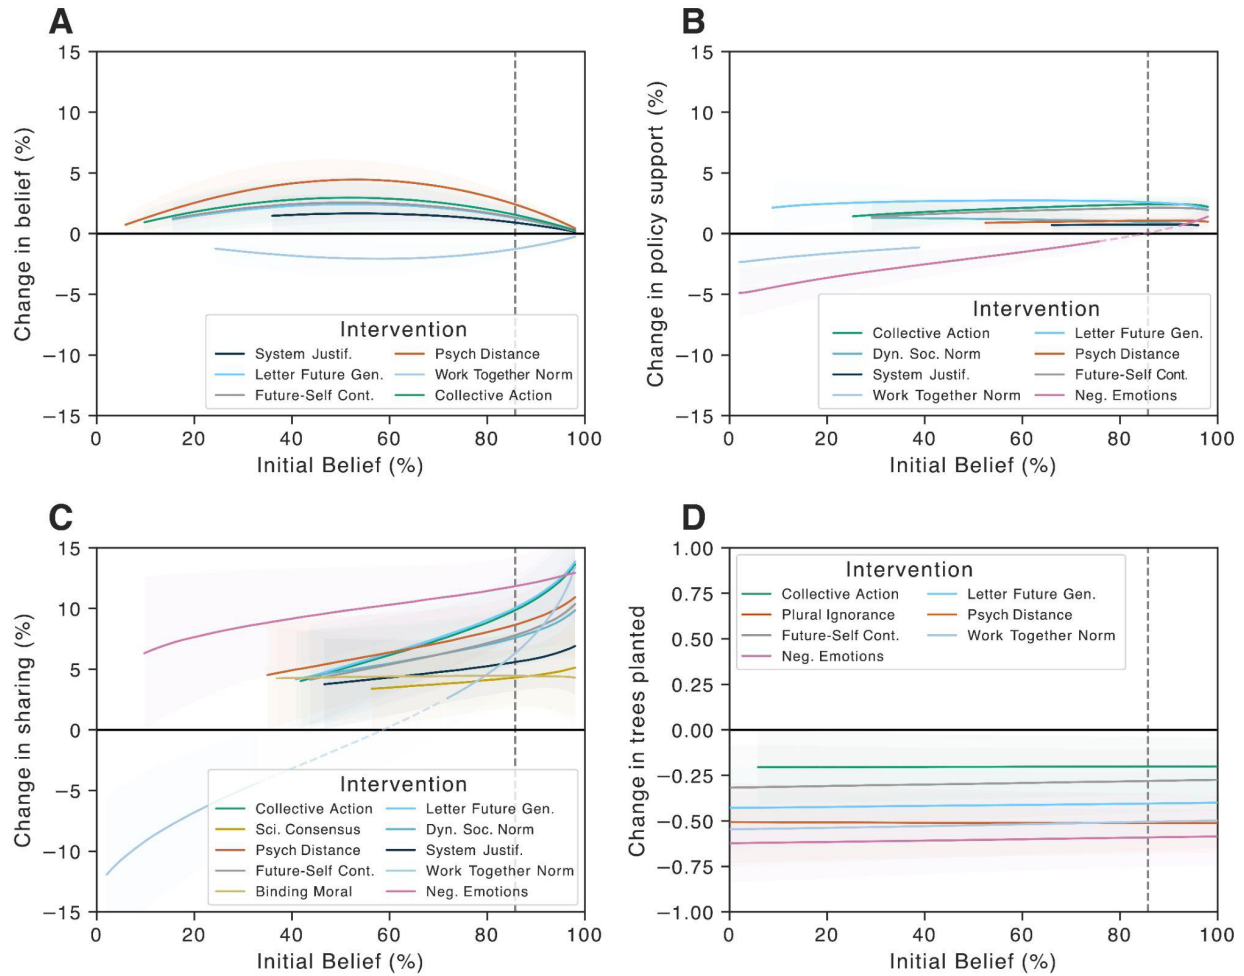 A
Change in belief (%)
15
10
5
0
−5
−10
−15
Intervention
System Justif.
Psych Distance
Letter Future Gen.
Work Together Norm
Future-Self Cont.
Collective Action
0 20 40 60 80 100
Initial Belief (%)
B
Change in policy support (%)
15
10
5
0
−5
−10
−15
Intervention
Collective Action
Letter Future Gen.
Dyn. Soc. Norm
Psych Distance
System Justif.
Future-Self Cont.
Work Together Norm
Neg. Emotions
0 20 40 60 80 100
Initial Belief (%)
C
Change in sharing (%)
15
10
5
0
−5
−10
−15
Intervention
Collective Action
Letter Future Gen.
Sci. Consensus
Dyn. Soc. Norm
Psych Distance
System Justif.
Future-Self Cont.
Work Together Norm
Binding Moral
Neg. Emotions
0 20 40 60 80 100
Initial Belief (%)
D
Change in trees planted
1.00
0.75
0.50
0.25
0.00
−0.25
−0.50
−0.75
−1.00
Intervention
Collective Action
Letter Future Gen.
Plural Ignorance
Psych Distance
Future-Self Cont.
Work Together Norm
Neg. Emotions
0 20 40 60 80 100
Initial Belief (%)